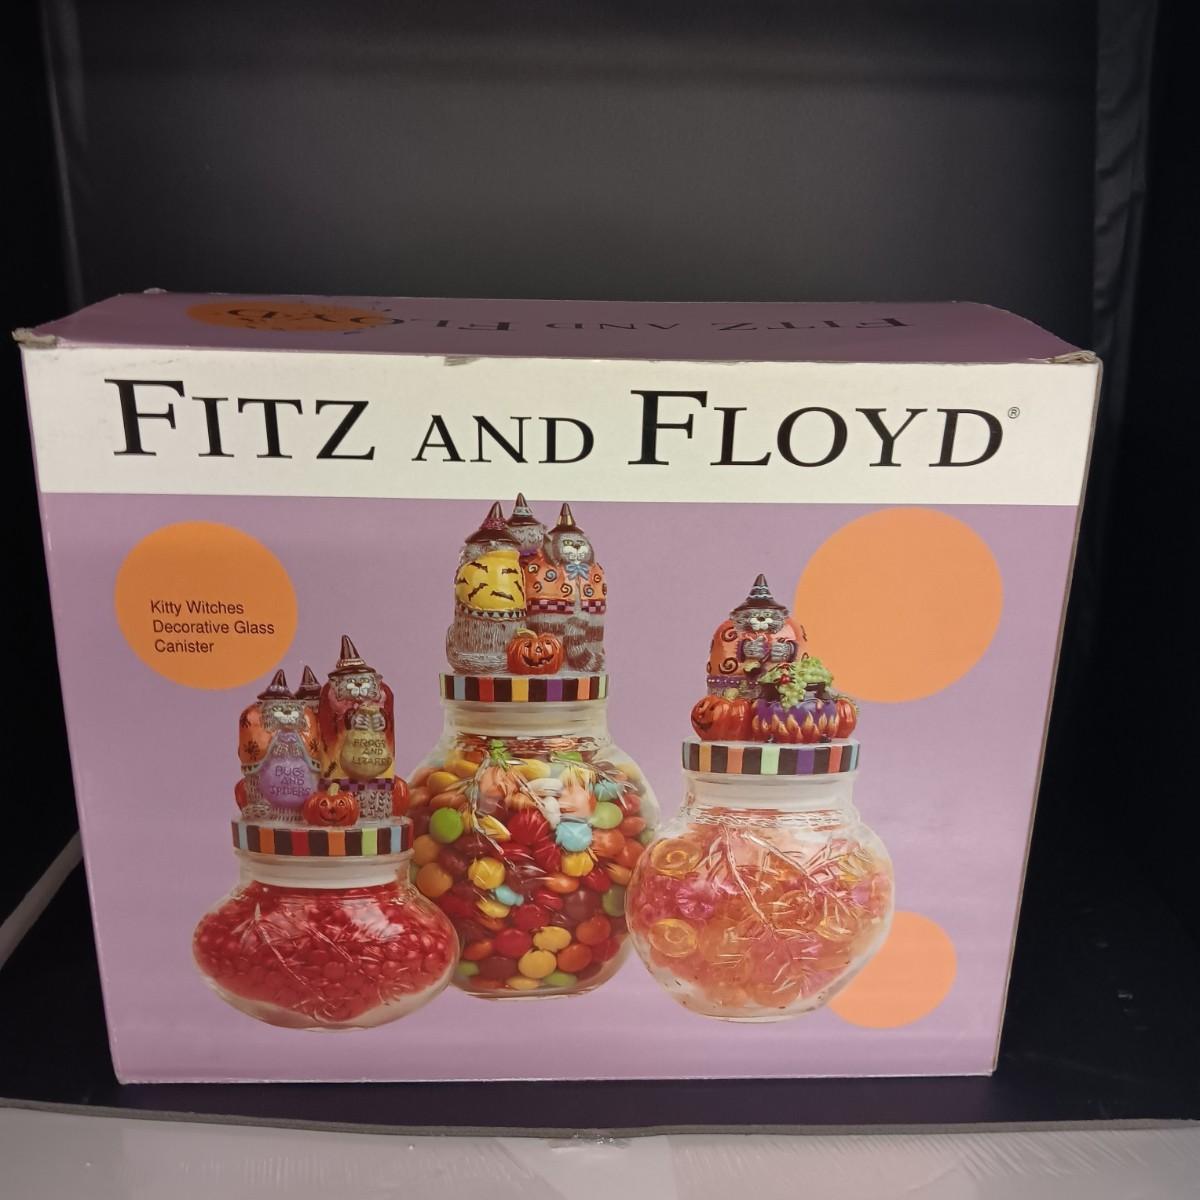 FITZ AND FLOYD
FITZ AND FLOYD®
Kitty Witches
Decorative Glass
Canister
BUGS
AND
SPIDERS
FROGS
AND
LIZARDS